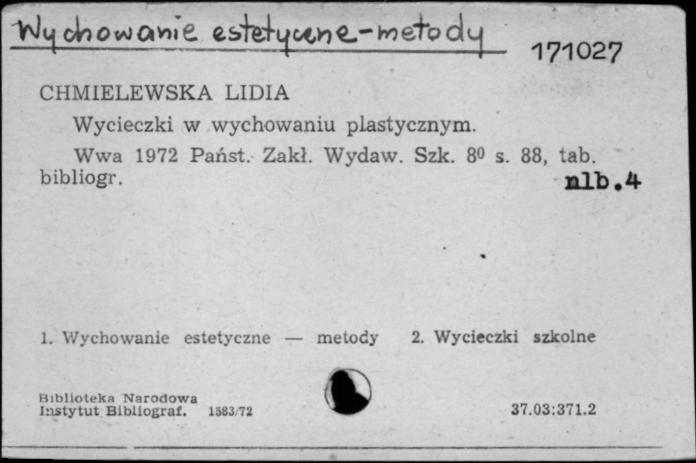 Wychowanie estetyczne-metody
171027
CHMIELEWSKA LIDIA
Wycieczki w wychowaniu plastycznym.
Wwa 1972 Państ. Zakł. Wydaw. Szk. 8⁰ s. 88, tab.
bibliogr.
nlb.4
1. Wychowanie estetyczne — metody 2. Wycieczki szkolne
Biblioteka Narodowa
Instytut Bibliograf. 1583/72
37.03:371.2